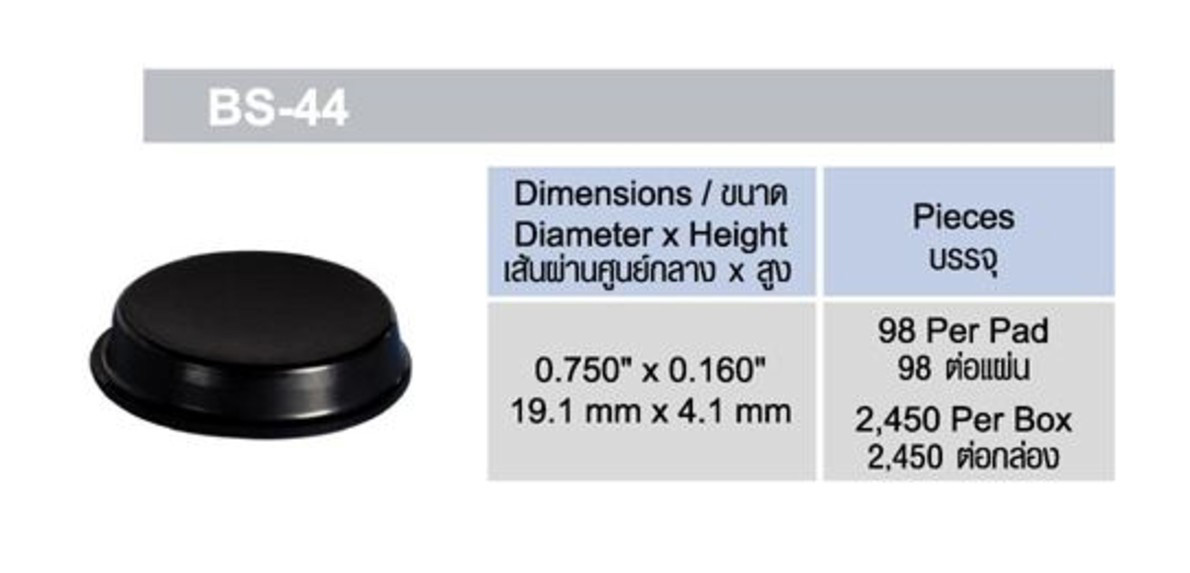 BS-44
Dimensions / ขนาด
Diameter x Height
เส้นผ่านศูนย์กลาง x สูง
Pieces
บรรจุ
0.750" x 0.160"
19.1 mm x 4.1 mm
98 Per Pad
98 ต่อแผ่น
2,450 Per Box
2,450 ต่อกล่อง